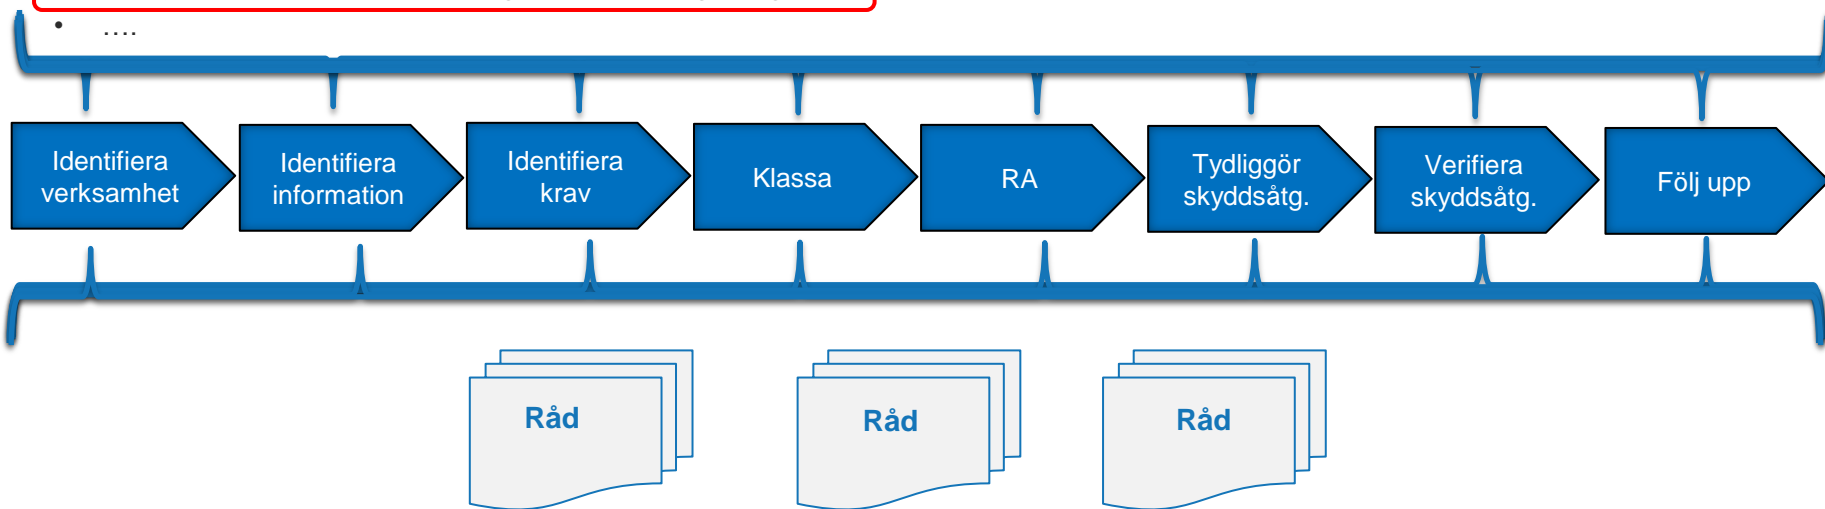 • ....
Identifiera
verksamhet
Identifiera
information
Identifiera
krav
Klassa
RA
Tydliggör
skyddsåtg.
Verifiera
skyddsåtg.
Följ upp
Råd
Råd
Råd